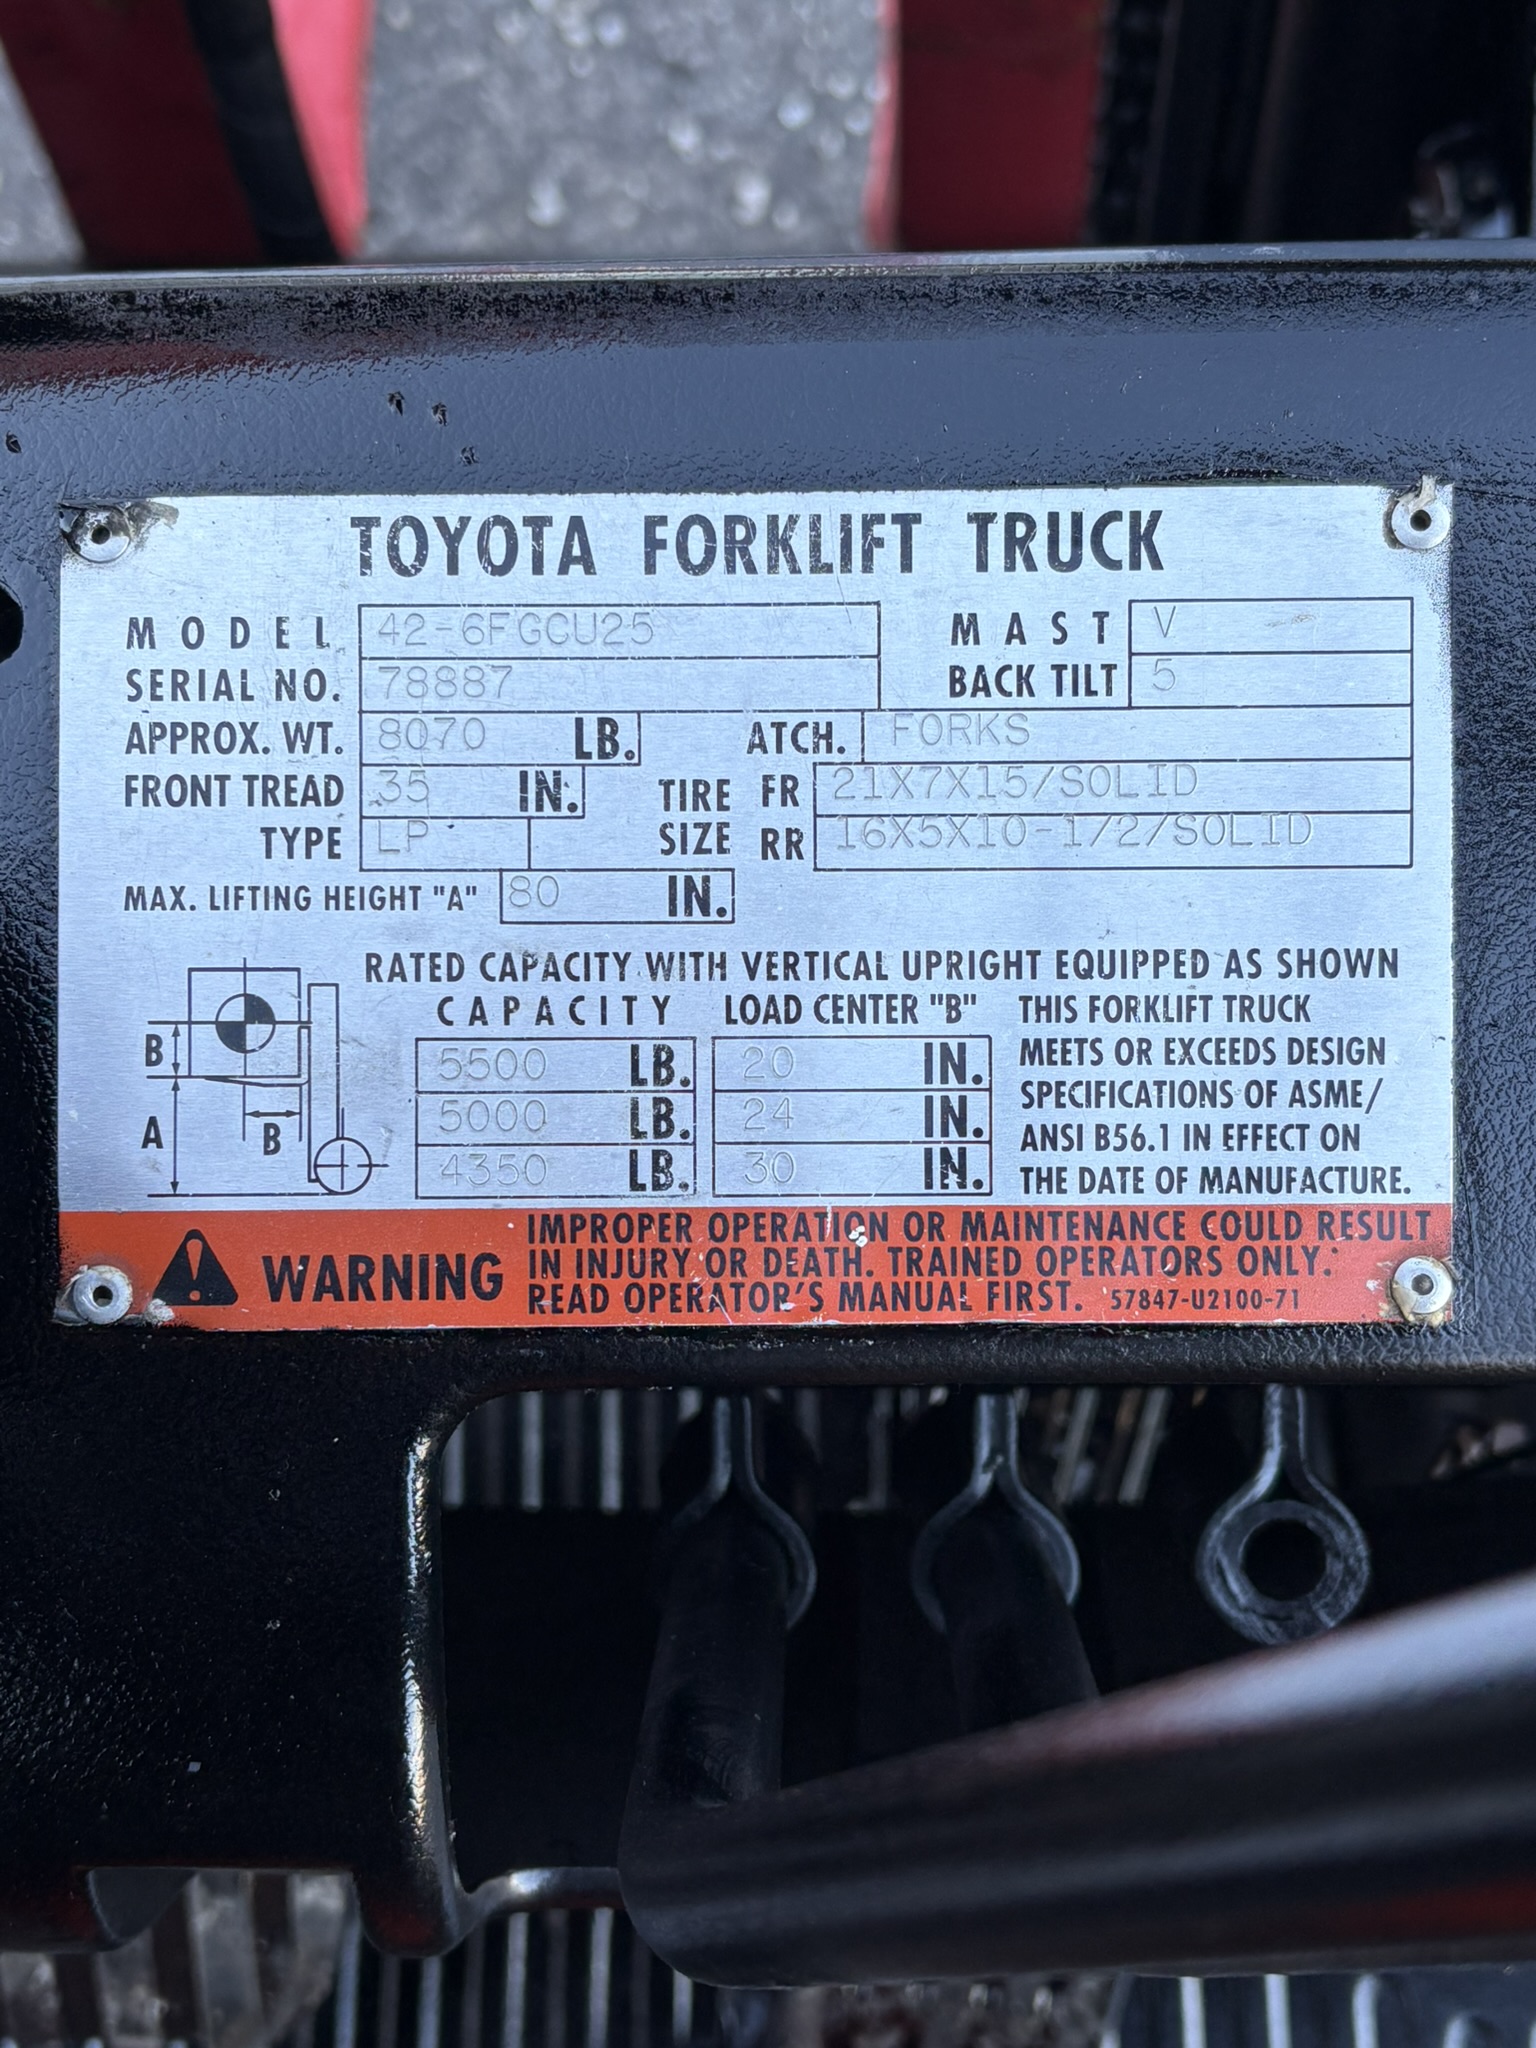 TOYOTA FORKLIFT TRUCK
MODEL 42-6FGCU25 MAST V
SERIAL NO. 78887 BACK TILT 5
APPROX. WT. 8070 LB. ATCH. FORKS
FRONT TREAD 35 IN. TIRE SIZE FR 21X7X15/SOLID
TYPE LP RR 16X5X10-1/2/SOLID
MAX. LIFTING HEIGHT "A" 80 IN.
RATED CAPACITY WITH VERTICAL UPRIGHT EQUIPPED AS SHOWN
CAPACITY LOAD CENTER "B" THIS FORKLIFT TRUCK
B 5500 LB. 20 IN. MEETS OR EXCEEDS DESIGN
5000 LB. 24 IN. SPECIFICATIONS OF ASME/
A B ANSI B56.1 IN EFFECT ON
4350 LB. 30 IN. THE DATE OF MANUFACTURE.
WARNING
IMPROPER OPERATION OR MAINTENANCE COULD RESULT
IN INJURY OR DEATH. TRAINED OPERATORS ONLY.
READ OPERATOR'S MANUAL FIRST. 57847-U2100-71